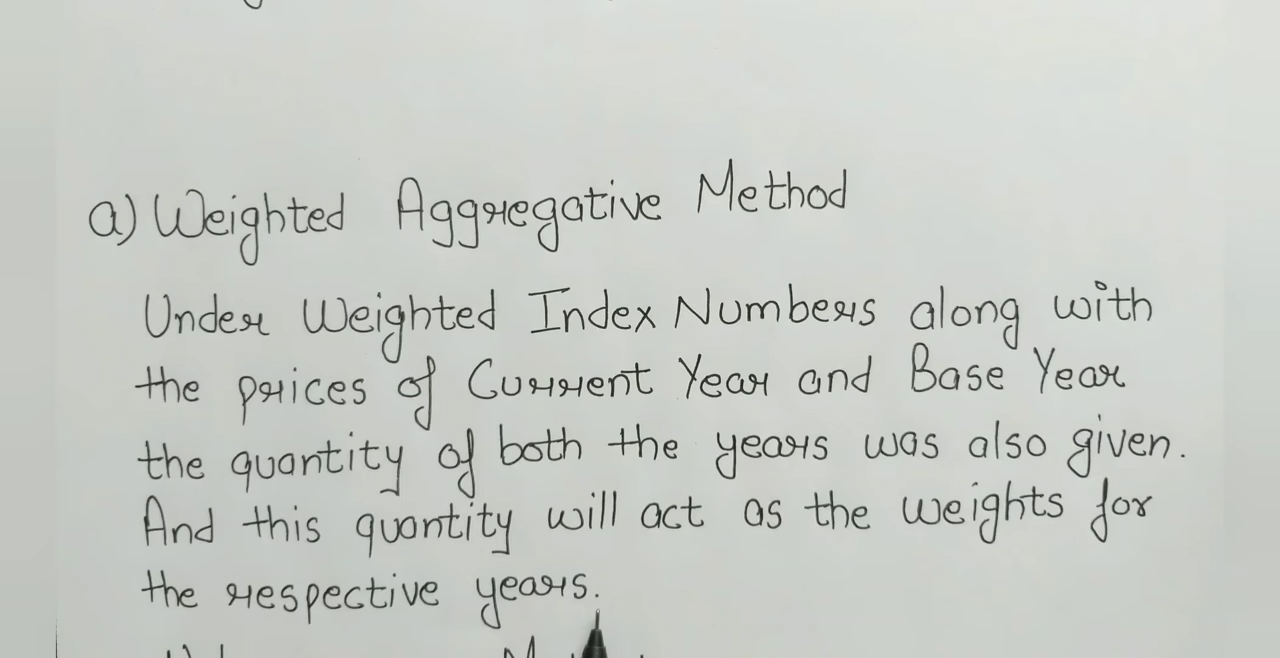 a) Weighted Aggregative Method
Under Weighted Index Numbers along with
the prices of Current Year and Base Year
the quantity of both the years was also given.
And this quantity will act as the weights for
the respective years.